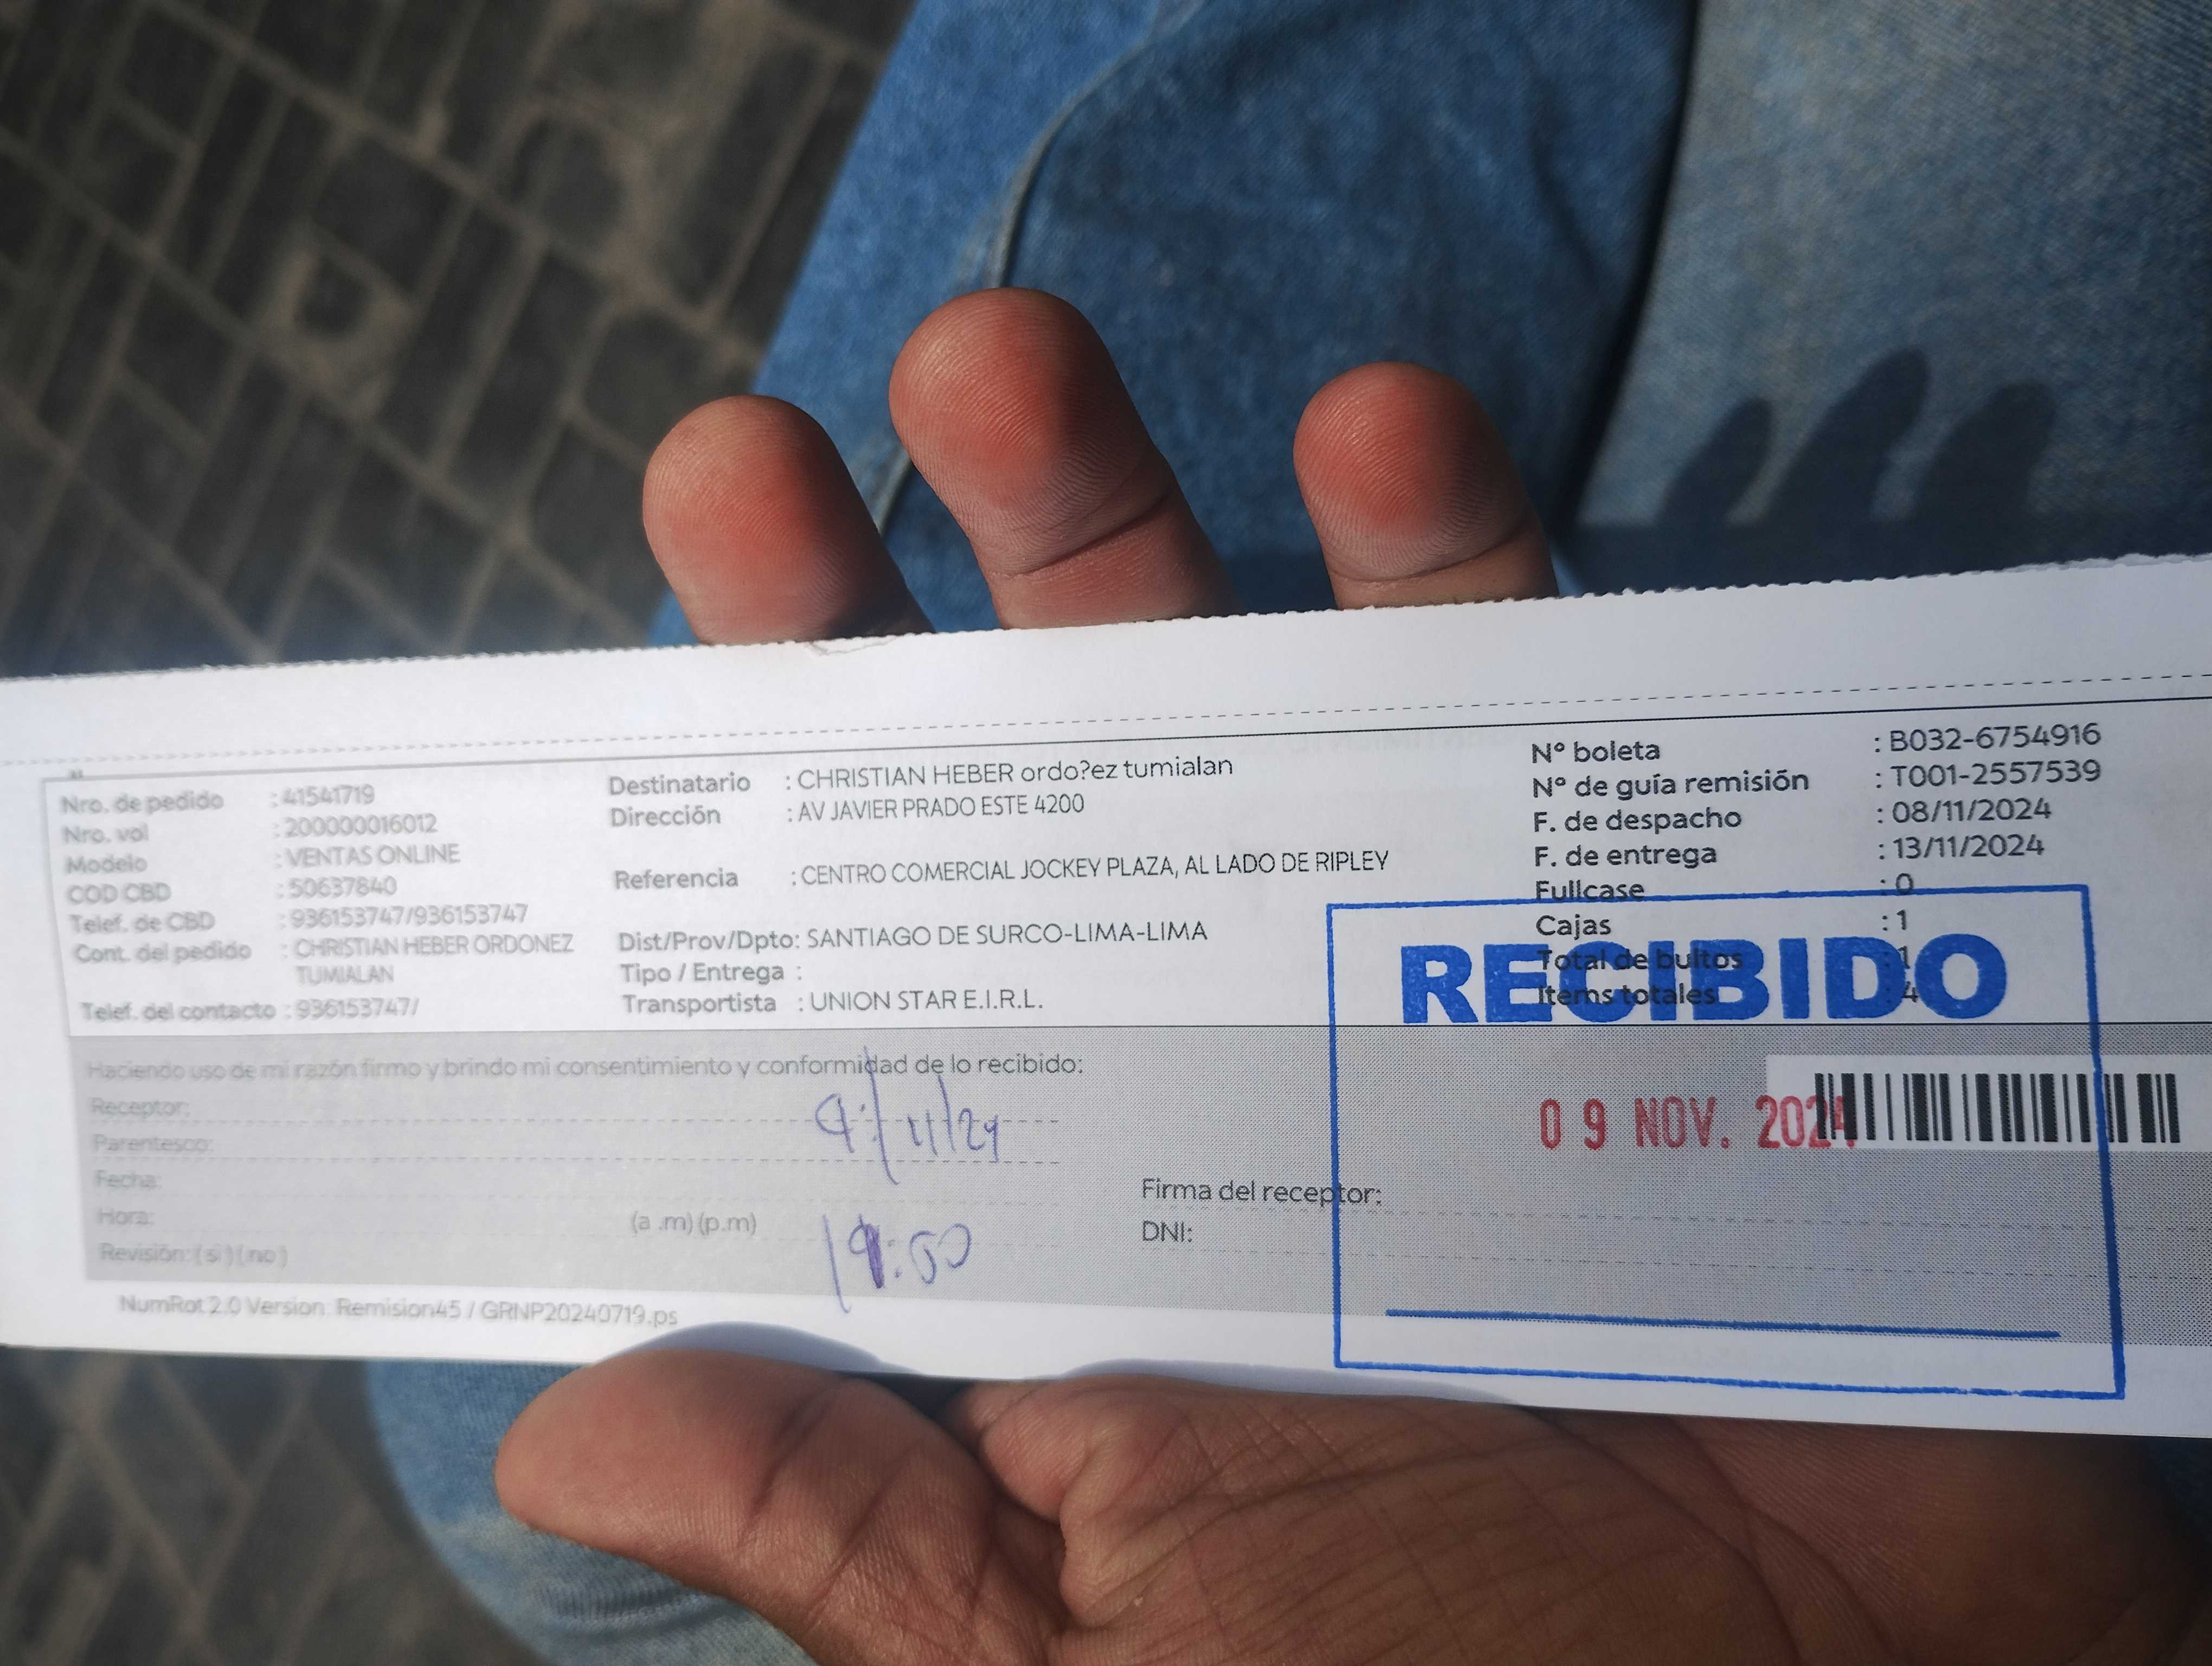 Nro. de pedido : 41541719
Nro. vol : 200000016012
Modelo : VENTAS ONLINE
COD CBD : 50637840
Telef. de CBD : 936153747/936153747
Cont. del pedido : CHRISTIAN HEBER ORDONEZ
TUMIALAN
Telef. del contacto : 936153747/
Destinatario : CHRISTIAN HEBER ordo?ez tumialan
Dirección : AV JAVIER PRADO ESTE 4200
Referencia : CENTRO COMERCIAL JOCKEY PLAZA, AL LADO DE RIPLEY
Dist/Prov/Dpto: SANTIAGO DE SURCO-LIMA-LIMA
Tipo / Entrega :
Transportista : UNION STAR E.I.R.L.
Nº boleta : B032-6754916
Nº de guía remisión : T001-2557539
F. de despacho : 08/11/2024
F. de entrega : 13/11/2024
Fullcase : 0
Cajas : 1
Total de bultos : 1
Items totales : 4
RECIBIDO
09 NOV. 2024
Haciendo uso de mi razón firmo y brindo mi consentimiento y conformidad de lo recibido:
Receptor:
Parentesco:
9/11/24
Fecha:
Hora: (a .m) (p.m)
Revisión: ( si ) ( no )
Firma del receptor:
DNI:
NumRot 2.0 Version: Remision45 / GRNP20240719.ps